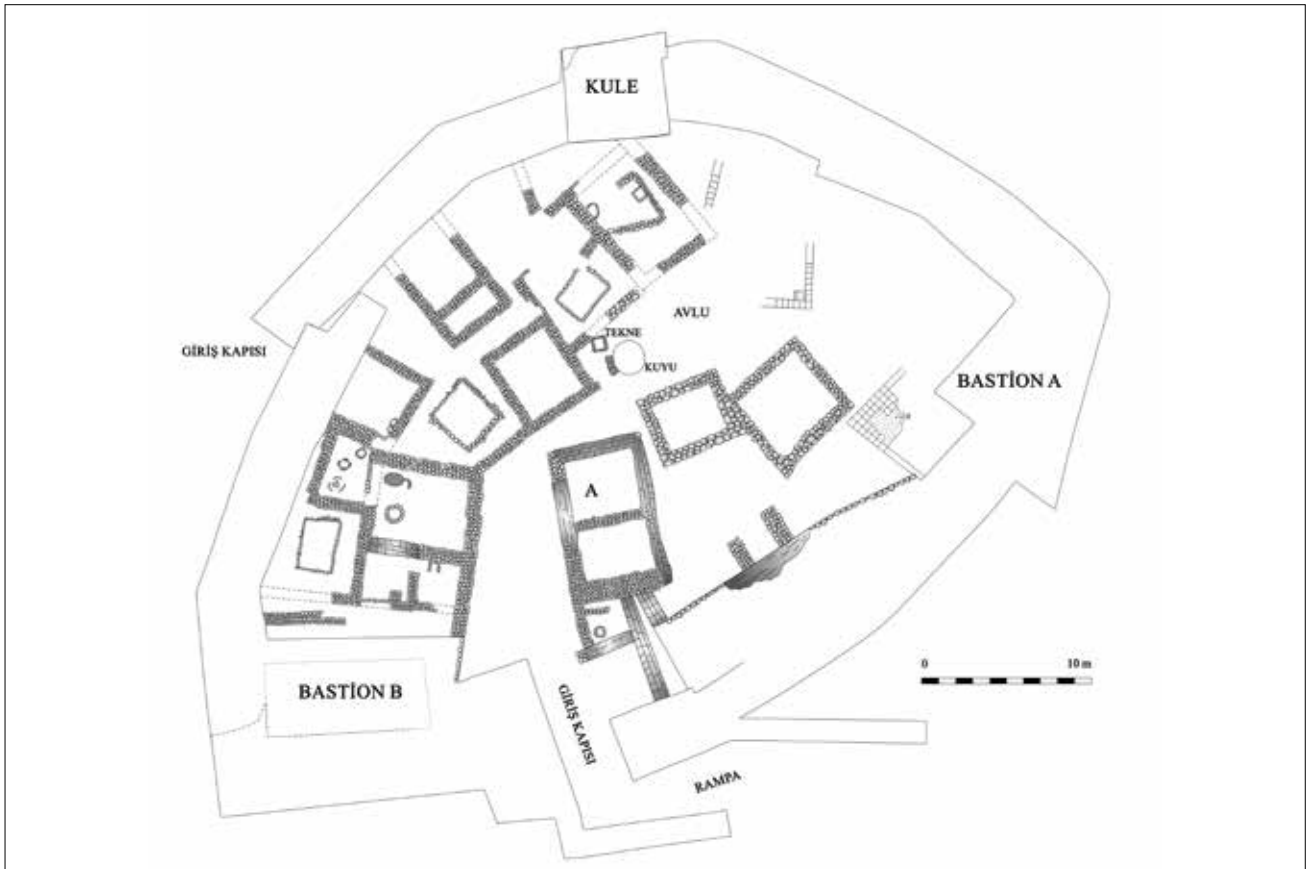 KULE
AVLU
TEKNE
KUYU
GİRİŞ KAPISI
BASTİON A
A
0 10 m
BASTİON B
GİRİŞ KAPISI
RAMPA